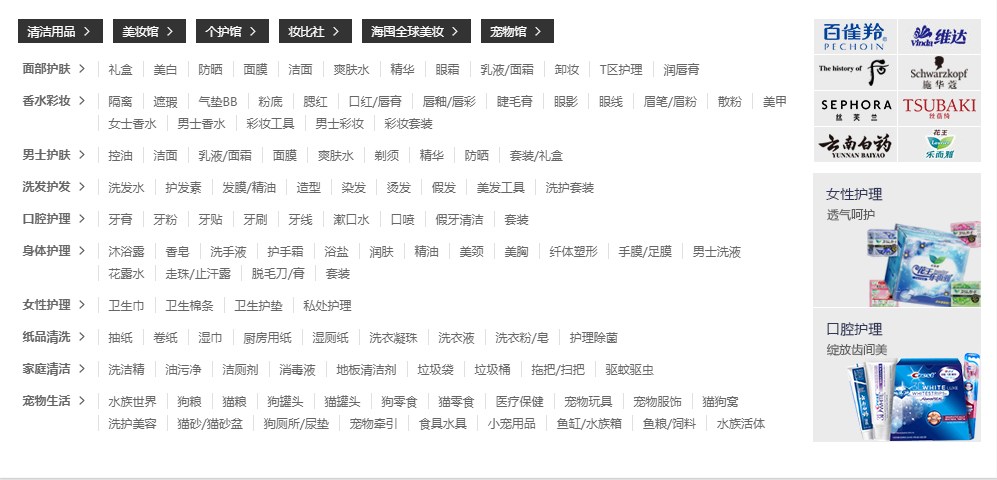 清洁用品 > 美妆馆 > 个护馆 > 妆比社 > 海囤全球美妆 > 宠物馆 >
面部护肤 > 礼盒 美白 防晒 面膜 洁面 爽肤水 精华 眼霜 乳液/面霜 卸妆 T区护理 润唇膏
香水彩妆 > 隔离 遮瑕 气垫BB 粉底 腮红 口红/唇膏 唇釉/唇彩 睫毛膏 眼影 眼线 眉笔/眉粉 散粉 美甲
女士香水 男士香水 彩妆工具 男士彩妆 彩妆套装
男士护肤 > 控油 洁面 乳液/面霜 面膜 爽肤水 剃须 精华 防晒 套装/礼盒
洗发护发 > 洗发水 护发素 发膜/精油 造型 染发 烫发 假发 美发工具 洗护套装
口腔护理 > 牙膏 牙粉 牙贴 牙刷 牙线 漱口水 口喷 假牙清洁 套装
身体护理 > 沐浴露 香皂 洗手液 护手霜 浴盐 润肤 精油 美颈 美胸 纤体塑形 手膜/足膜 男士洗液
花露水 走珠/止汗露 脱毛刀/膏 套装
女性护理 > 卫生巾 卫生棉条 卫生护垫 私处护理
纸品清洗 > 抽纸 卷纸 湿巾 厨房用纸 湿厕纸 洗衣凝珠 洗衣液 洗衣粉/皂 护理除菌
家庭清洁 > 洗洁精 油污净 洁厕剂 消毒液 地板清洁剂 垃圾袋 垃圾桶 拖把/扫把 驱蚊驱虫
宠物生活 > 水族世界 狗粮 猫粮 狗罐头 猫罐头 狗零食 猫零食 医疗保健 宠物玩具 宠物服饰 猫狗窝
洗护美容 猫砂/猫砂盆 狗厕所/尿垫 宠物牵引 食具水具 小宠用品 鱼缸/水族箱 鱼粮/饲料 水族活体
百雀羚
PECHOIN
Vinda 维达
The history of 后
Schwarzkopf
施华蔻
SEPHORA
丝芙兰
TSUBAKI
丝蓓绮
云南白药
YUNNAN BAIYAO
花王
Laurier
乐而雅
女性护理
透气呵护
花王
乐而雅
口腔护理
绽放齿间美
Crest
WHITE
WHITESTRIPS